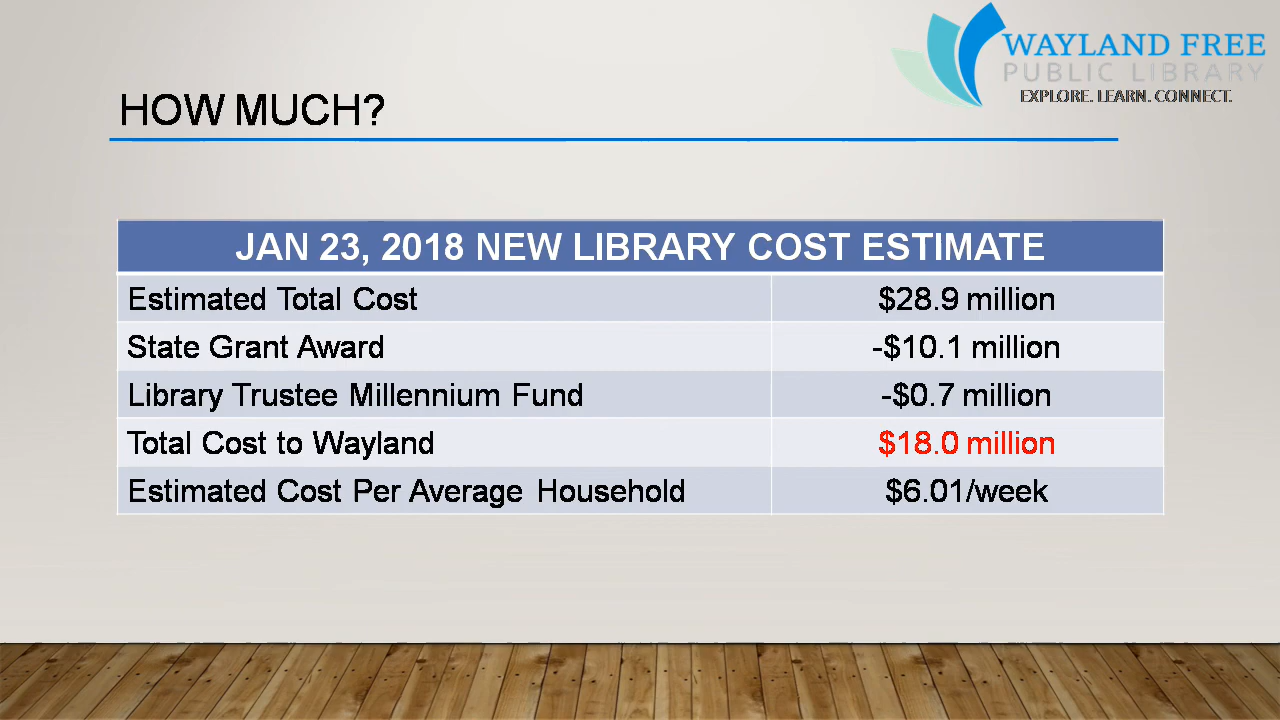 WAYLAND FREE
PUBLIC LIBRARY
EXPLORE. LEARN. CONNECT.
HOW MUCH?
JAN 23, 2018 NEW LIBRARY COST ESTIMATE
Estimated Total Cost $28.9 million
State Grant Award -$10.1 million
Library Trustee Millennium Fund -$0.7 million
Total Cost to Wayland $18.0 million
Estimated Cost Per Average Household $6.01/week